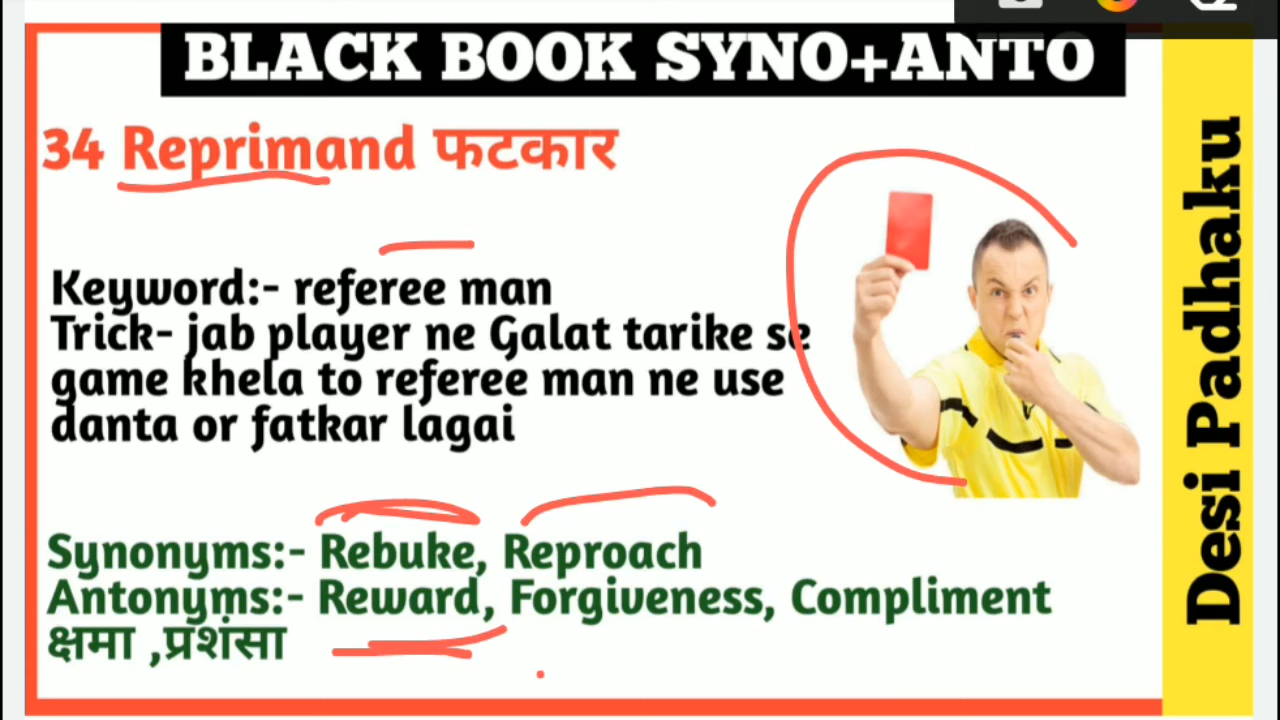 BLACK BOOK SYNO+ANTO
34 Reprimand फटकार
Keyword:- referee man
Trick- jab player ne Galat tarike se
game khela to referee man ne use
danta or fatkar lagai
Synonyms:- Rebuke, Reproach
Antonyms:- Reward, Forgiveness, Compliment
क्षमा ,प्रशंसा
Desi Padhaku